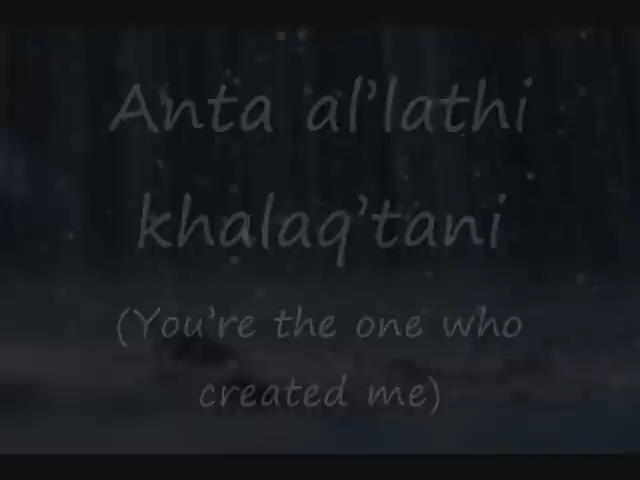 Anta al'lathi
khalaq'tani
(You're the one who
created me)